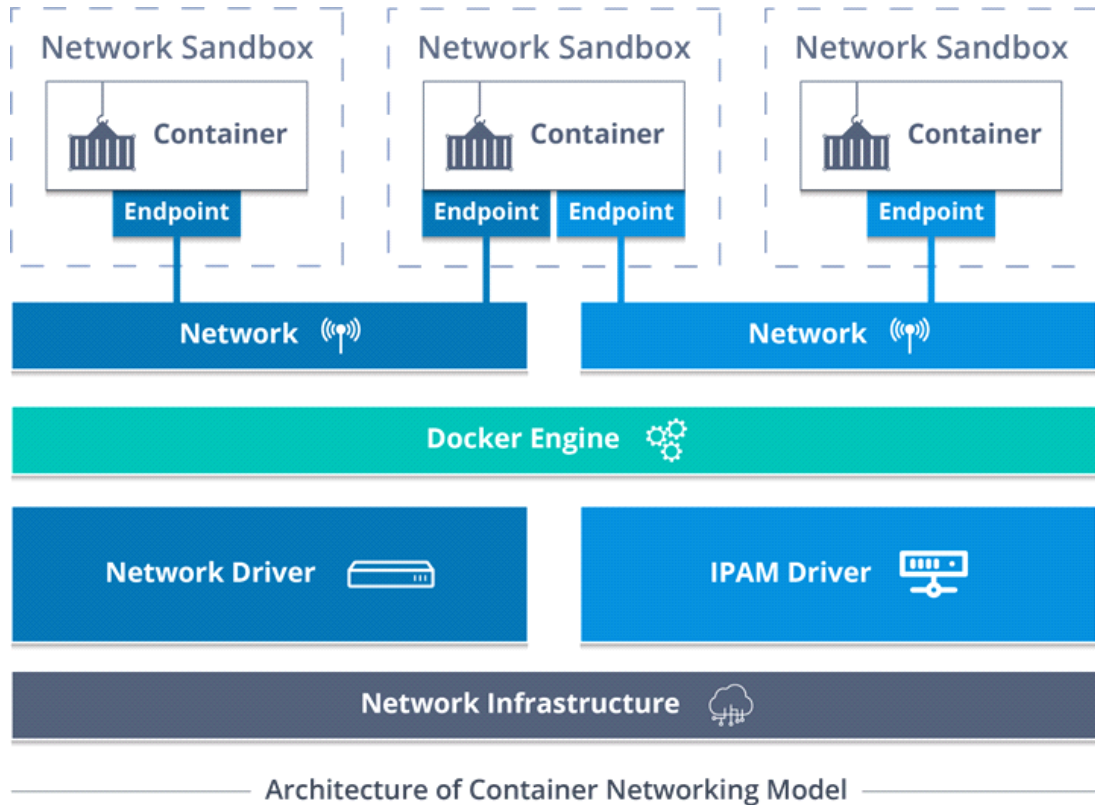 Network Sandbox
Network Sandbox
Network Sandbox
Container
Container
Container
Endpoint
Endpoint
Endpoint
Endpoint
Network
Network
Docker Engine
Network Driver
IPAM Driver
Network Infrastructure
Architecture of Container Networking Model